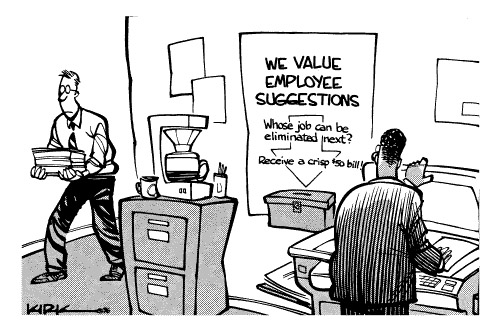 WE VALUE
EMPLOYEE
SUGGESTIONS
Whose job can be
eliminated next?
Receive a crisp $50 bill!
KIRK